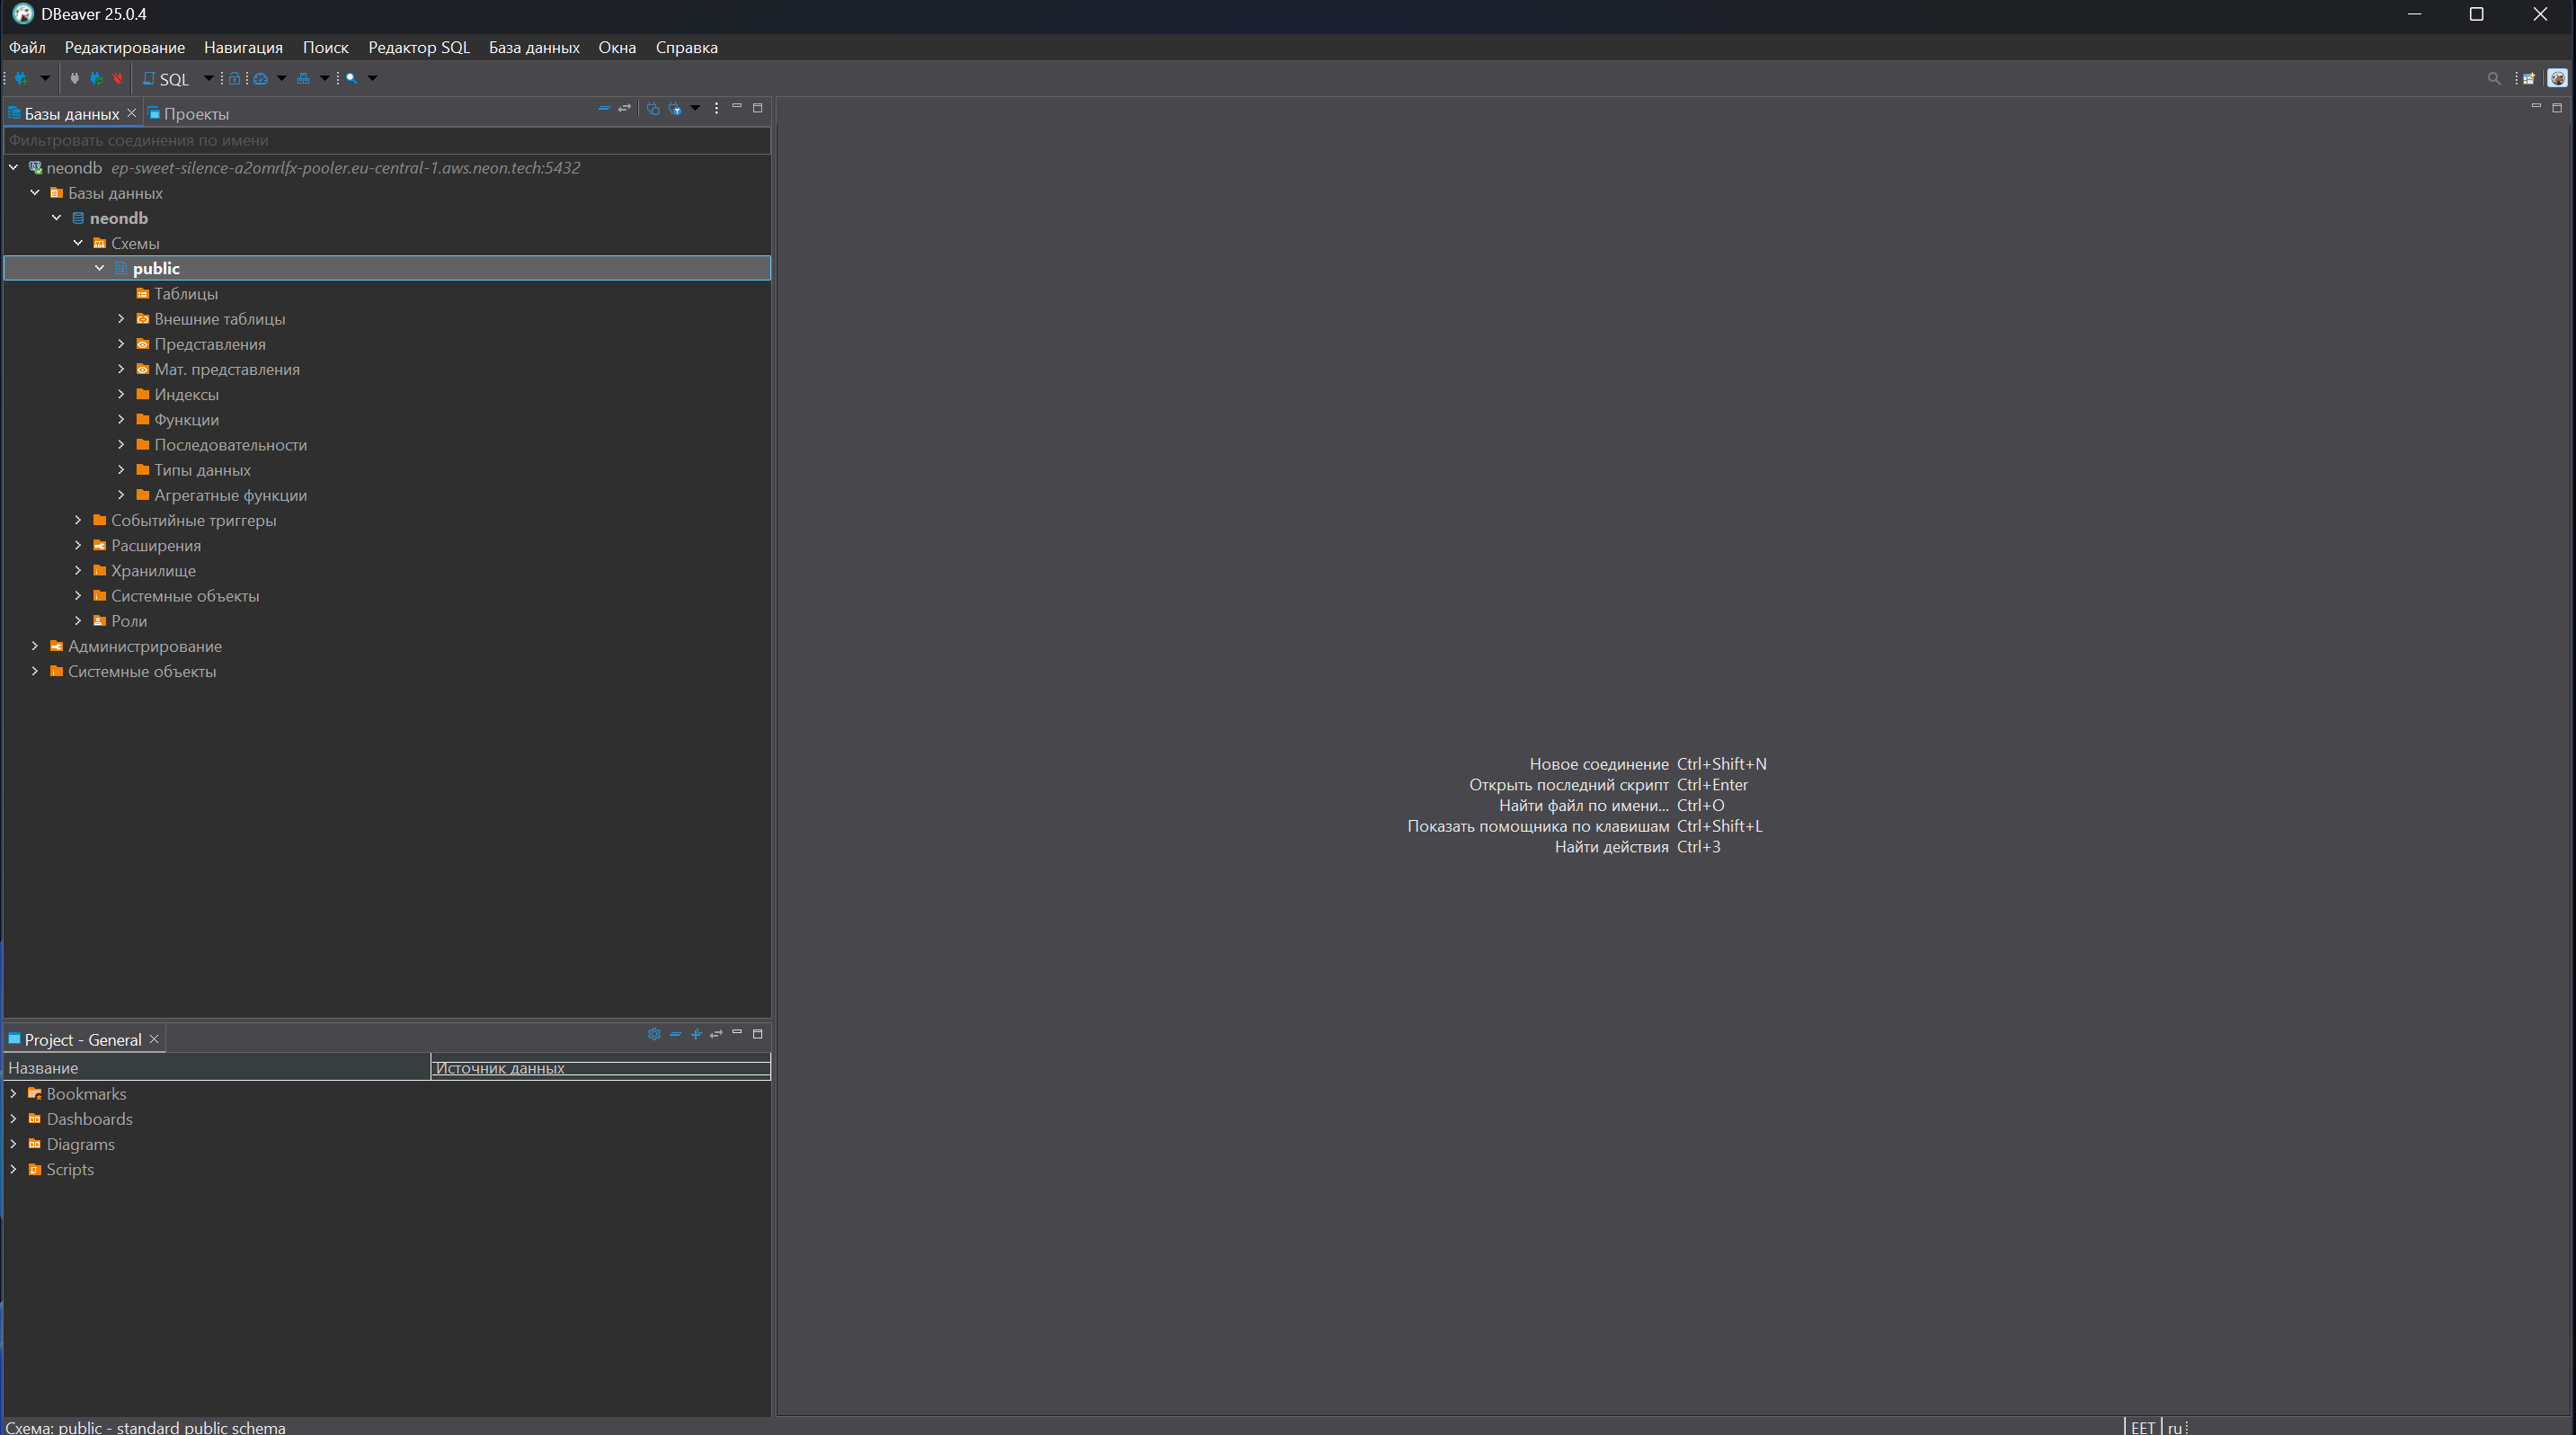 DBeaver 25.0.4
Файл Редактирование Навигация Поиск Редактор SQL База данных Окна Справка
SQL
Базы данных Проекты
Фильтровать соединения по имени
neondb ep-sweet-silence-a2omrlfx-pooler.eu-central-1.aws.neon.tech:5432
Базы данных
neondb
Схемы
public
Таблицы
Внешние таблицы
Представления
Мат. представления
Индексы
Функции
Последовательности
Типы данных
Агрегатные функции
Событийные триггеры
Расширения
Хранилище
Системные объекты
Роли
Администрирование
Системные объекты
Новое соединение Ctrl+Shift+N
Открыть последний скрипт Ctrl+Enter
Найти файл по имени... Ctrl+O
Показать помощника по клавишам Ctrl+Shift+L
Найти действия Ctrl+3
Project - General
Название Источник данных
Bookmarks
Dashboards
Diagrams
Scripts
Схема: public - standard public schema
EET ru